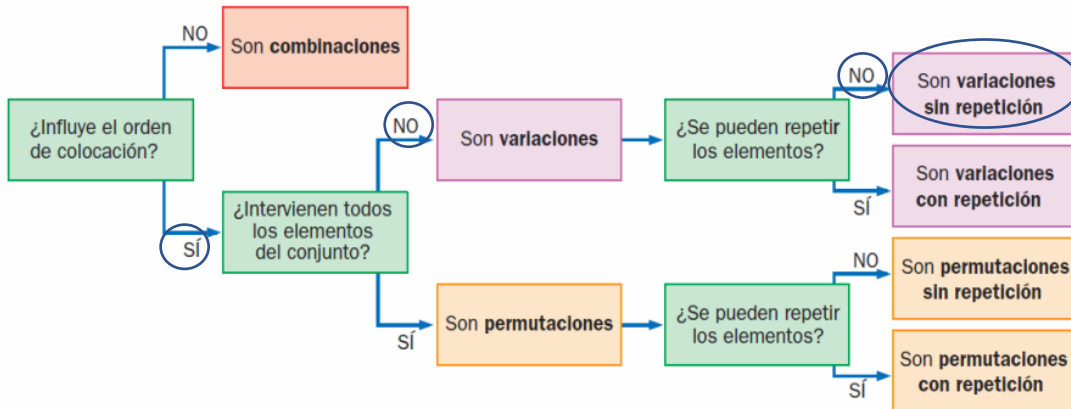 NO
Son combinaciones
¿Influye el orden
de colocación?
SÍ
¿Intervienen todos
los elementos
del conjunto?
NO
Son variaciones
¿Se pueden repetir
los elementos?
NO
Son variaciones
sin repetición
SÍ
Son variaciones
con repetición
SÍ
Son permutaciones
¿Se pueden repetir
los elementos?
NO
Son permutaciones
sin repetición
SÍ
Son permutaciones
con repetición